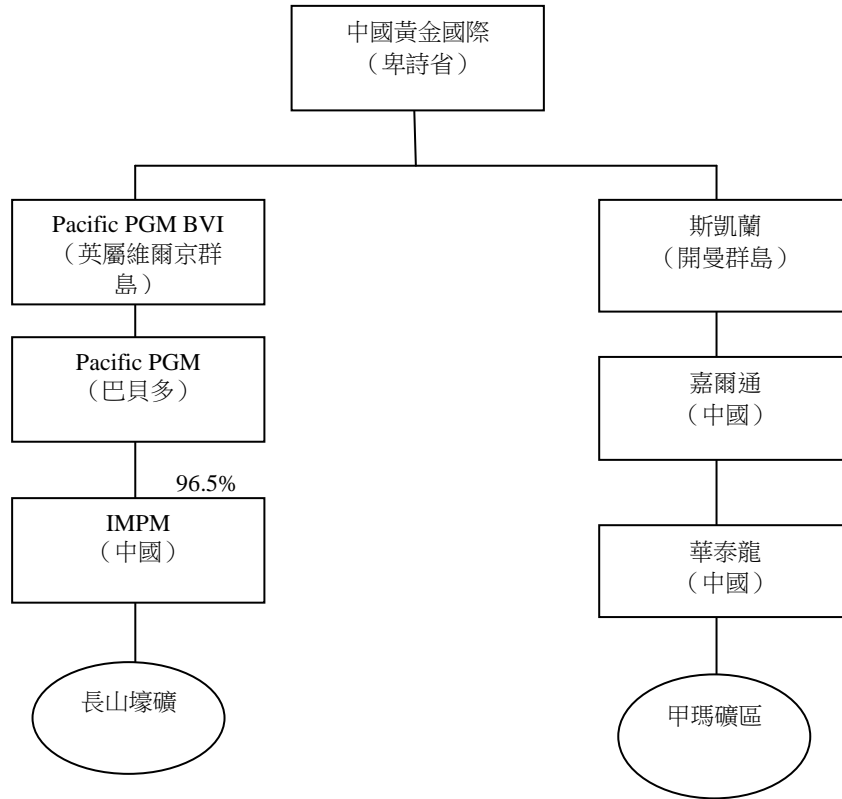 中國黃金國際
（卑詩省）
Pacific PGM BVI
（英屬維爾京群
島）
Pacific PGM
（巴貝多）
96.5%
IMPM
（中國）
長山壕礦
斯凱蘭
（開曼群島）
嘉爾通
（中國）
華泰龍
（中國）
甲瑪礦區